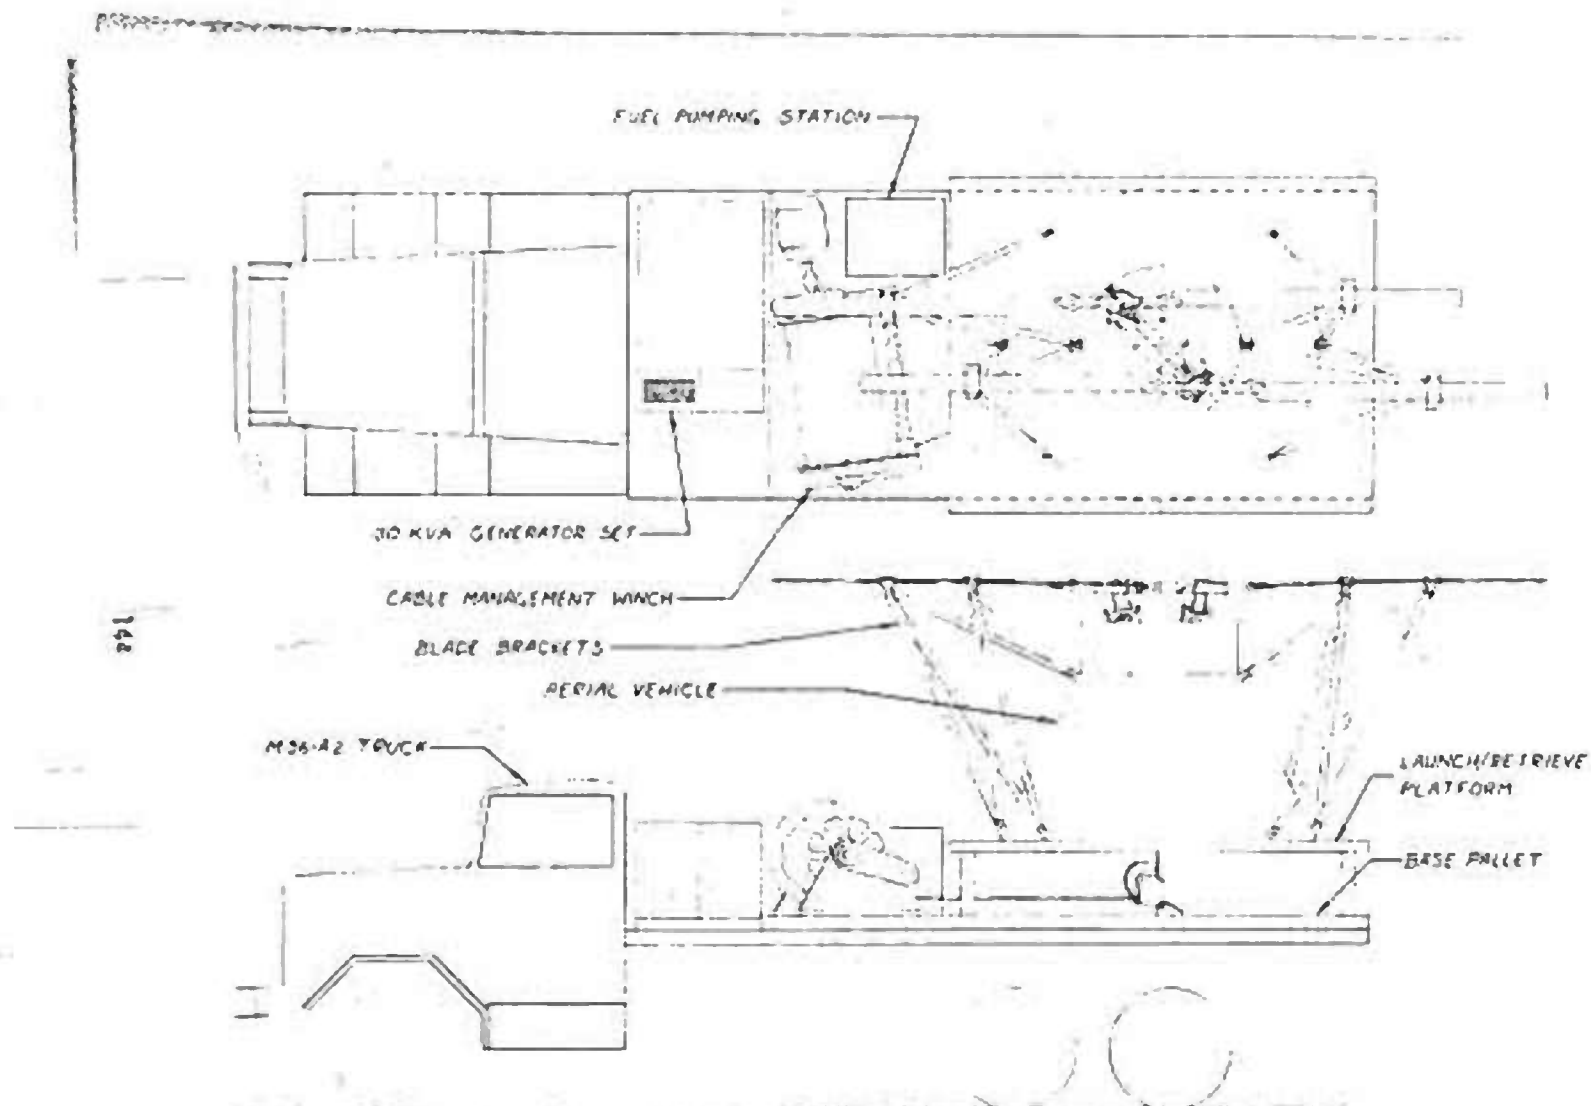 FUEL PUMPING STATION
30 KVA GENERATOR SET
CABLE MANAGEMENT WINCH
BLADE BRACKETS
AERIAL VEHICLE
M36-A2 TRUCK
LAUNCH/RETRIEVE
PLATFORM
BASE PALLET